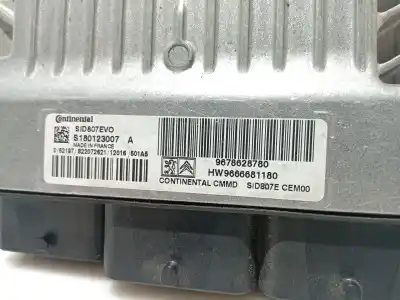 Continental
SID807EVO
S180123007 A
MADE IN FRANCE
9678628780
HW9666681180
CONTINENTAL CMMD SID807E CEM00